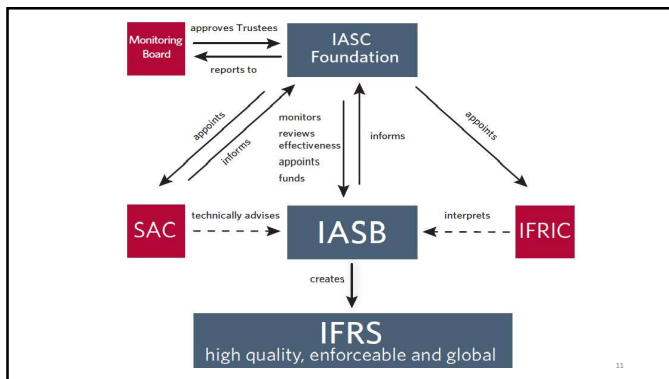 approves Trustees
Monitoring
Board
IASC
Foundation
reports to
appoints
informs
monitors
reviews
effectiveness
appoints
funds
informs
appoints
SAC
technically advises
IASB
interprets
IFRIC
creates
IFRS
high quality, enforceable and global
11